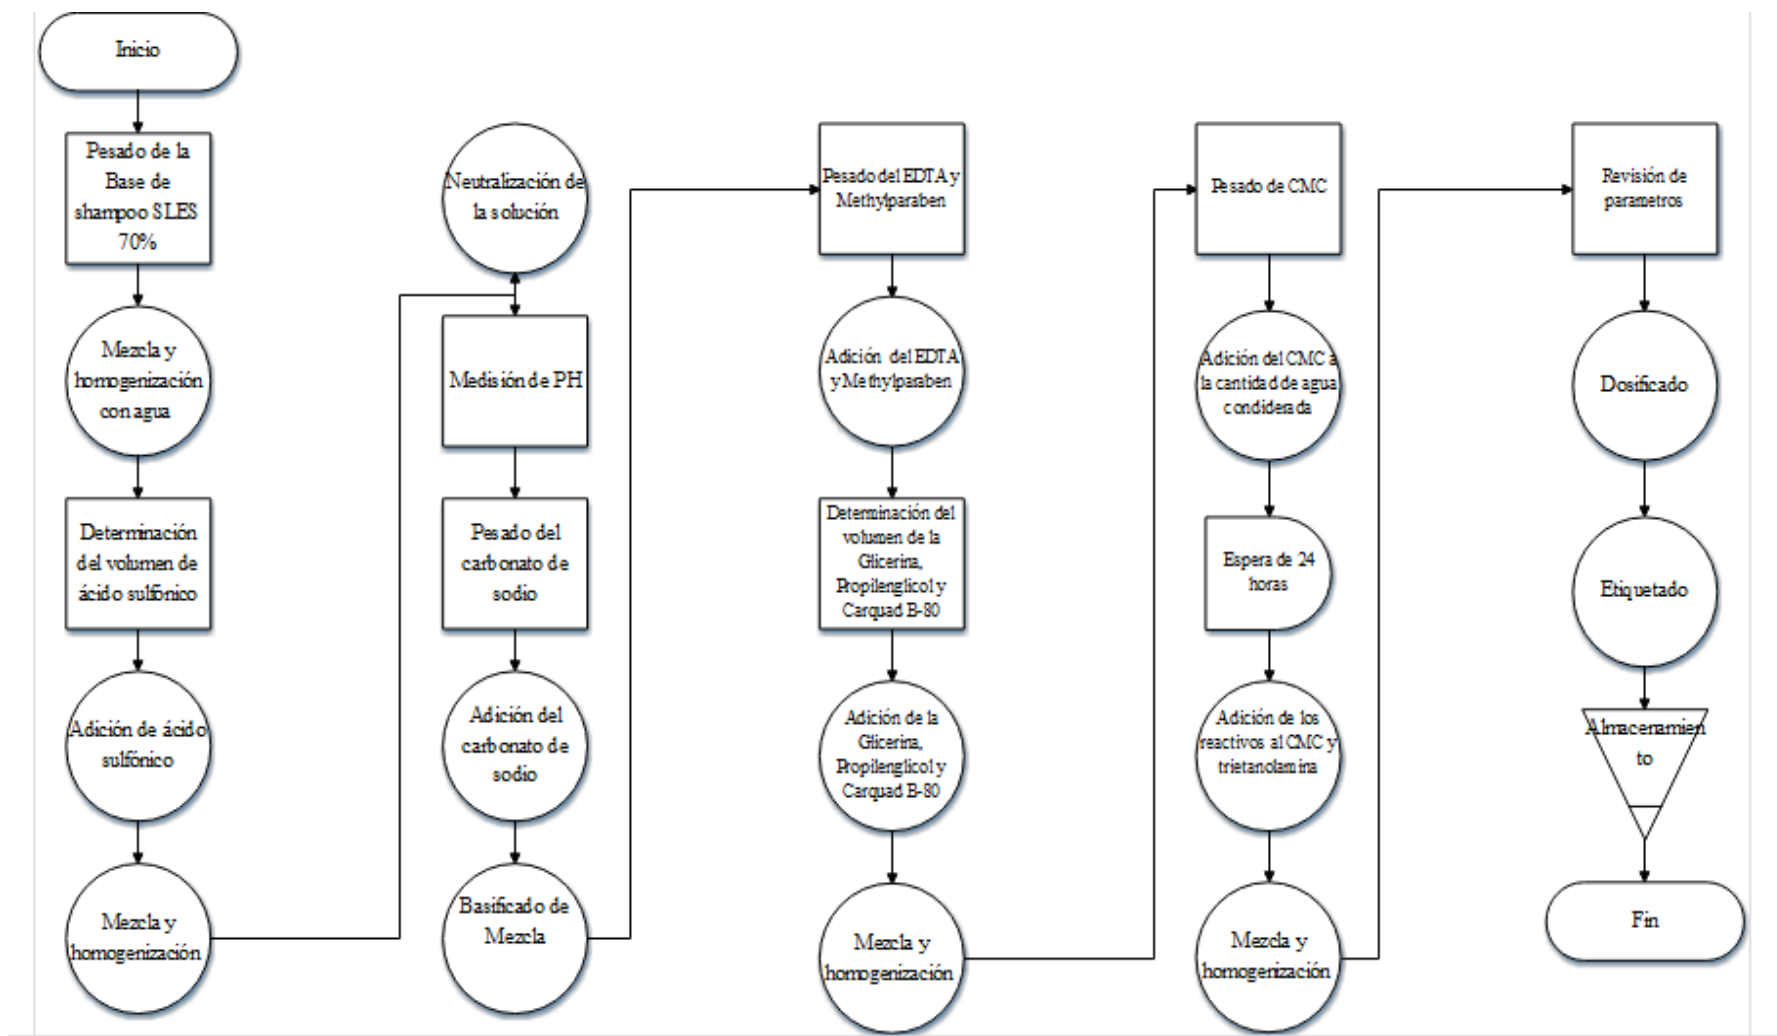 Inicio
Pesado de la
Base de
shampoo SLES
70%
Mezcla y
homogenización
con agua
Determinación
del volumen de
ácido sulfónico
Adición de ácido
sulfónico
Mezcla y
homogenización
Neutralización de
la solución
Medisión de PH
Pesado del
carbonato de
sodio
Adición del
carbonato de
sodio
Basificado de
Mezcla
Pesado del EDTA y
Methylparaben
Adición del EDTA
y Methylparaben
Determinación del
volumen de la
Glicerina,
Propilenglicol y
Carquad B-80
Adición de la
Glicerina,
Propilenglicol y
Carquad B-80
Mezcla y
homogenización
Pesado de CMC
Adición del CMC a
la cantidad de agua
condiderada
Espera de 24
horas
Adición de los
reactivos al CMC y
trietanolamina
Mezcla y
homogenización
Revisión de
parametros
Dosificado
Etiquetado
Almacenamien
to
Fin